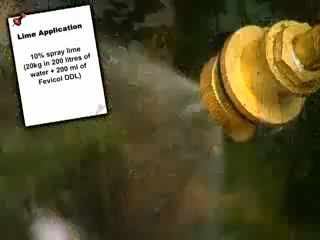 Lime Application
10% spray lime
(20kg in 200 litres of
water + 200 ml of
Fevicol DDL)